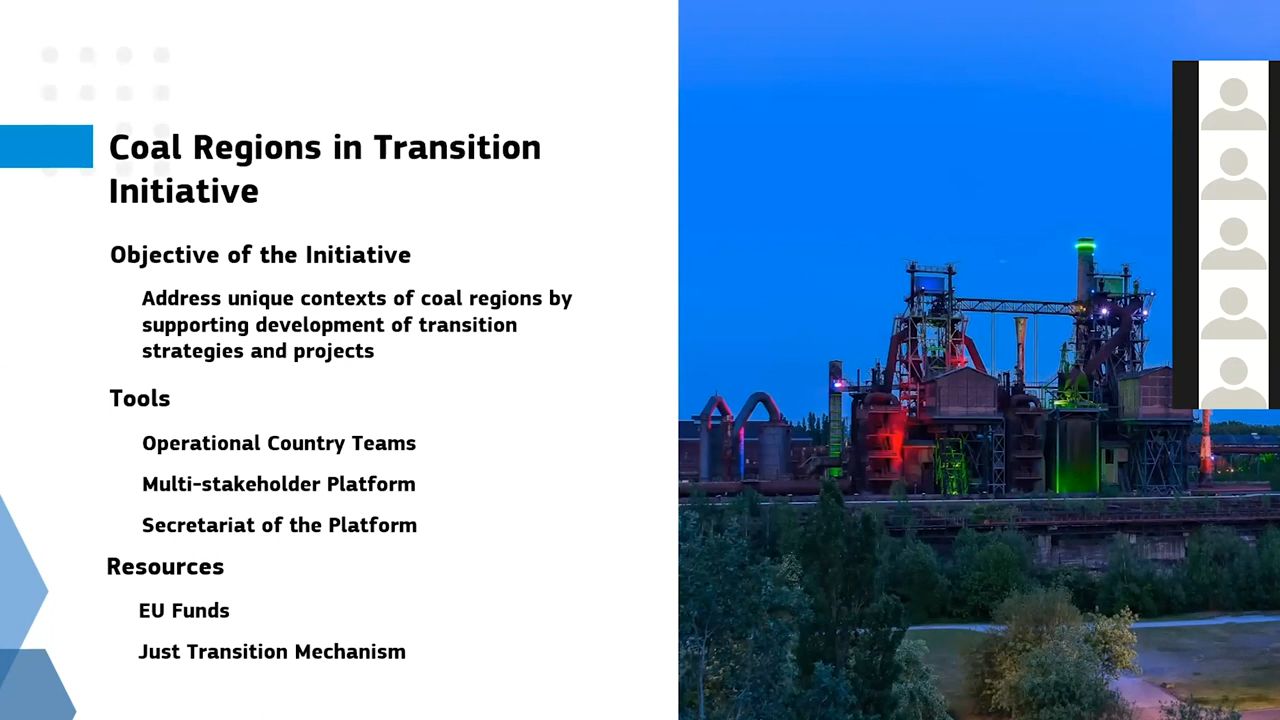 Coal Regions in Transition
Initiative
Objective of the Initiative
Address unique contexts of coal regions by
supporting development of transition
strategies and projects
Tools
Operational Country Teams
Multi-stakeholder Platform
Secretariat of the Platform
Resources
EU Funds
Just Transition Mechanism